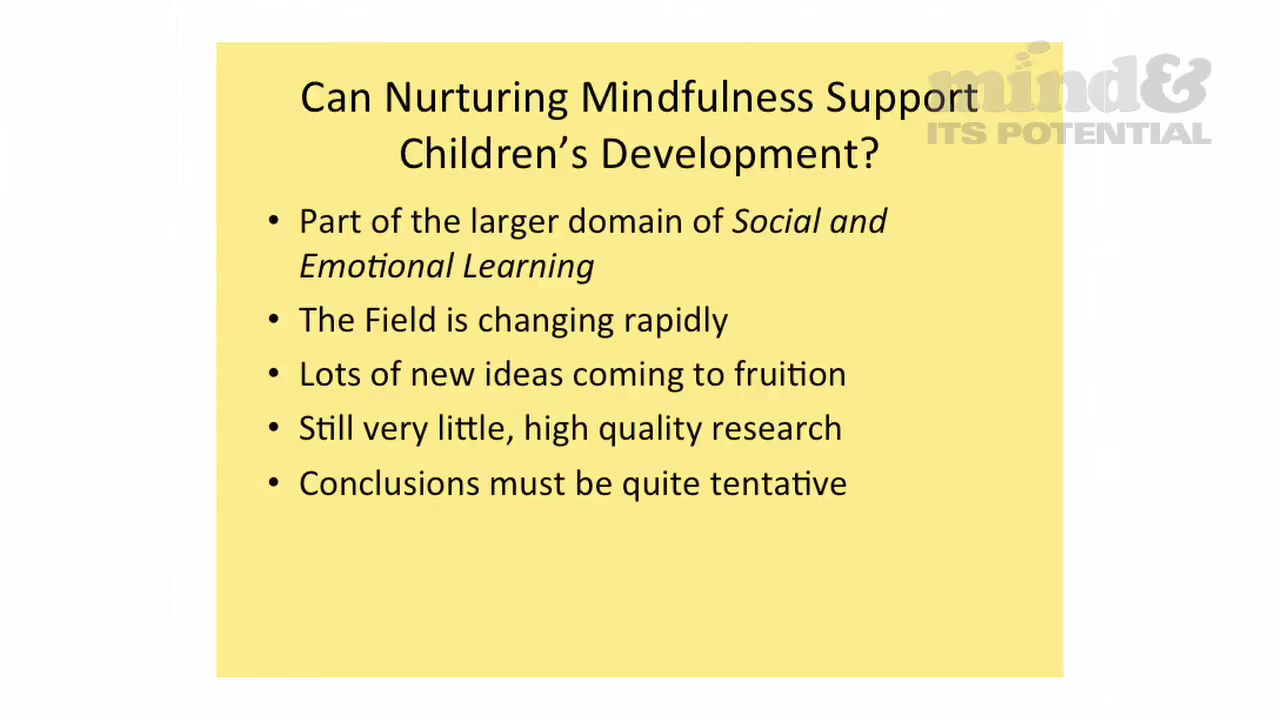 Can Nurturing Mindfulness Support
Children’s Development?
mind&
ITS POTENTIAL
• Part of the larger domain of Social and
Emotional Learning
• The Field is changing rapidly
• Lots of new ideas coming to fruition
• Still very little, high quality research
• Conclusions must be quite tentative